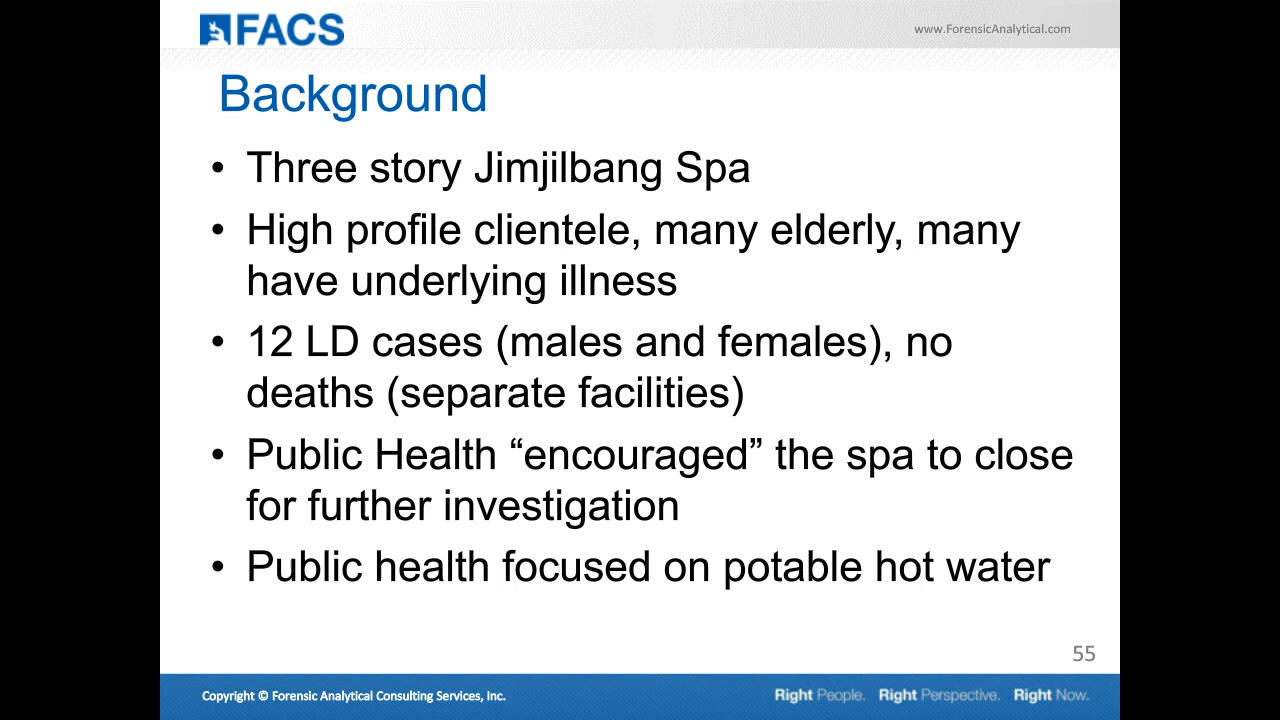 FACS
www.ForensicAnalytical.com
Background
• Three story Jimjilbang Spa
• High profile clientele, many elderly, many
have underlying illness
• 12 LD cases (males and females), no
deaths (separate facilities)
• Public Health “encouraged” the spa to close
for further investigation
• Public health focused on potable hot water
55
Copyright © Forensic Analytical Consulting Services, Inc.
Right People. Right Perspective. Right Now.